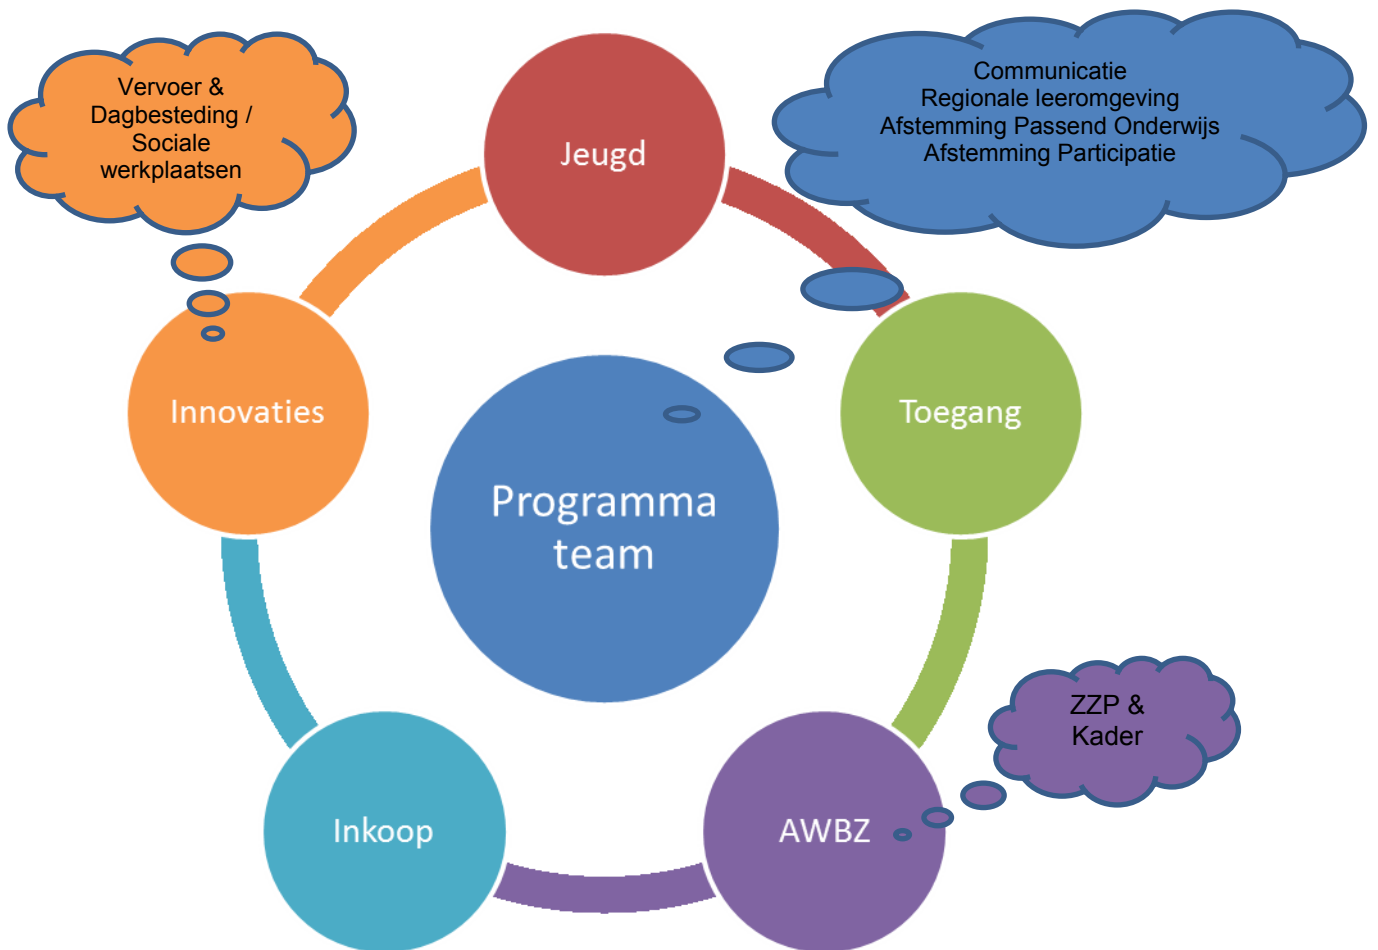 Vervoer &
Dagbesteding /
Sociale
werkplaatsen
Jeugd
Communicatie
Regionale leeromgeving
Afstemming Passend Onderwijs
Afstemming Participatie
Innovaties
Toegang
Programma
team
ZZP &
Kader
Inkoop
AWBZ